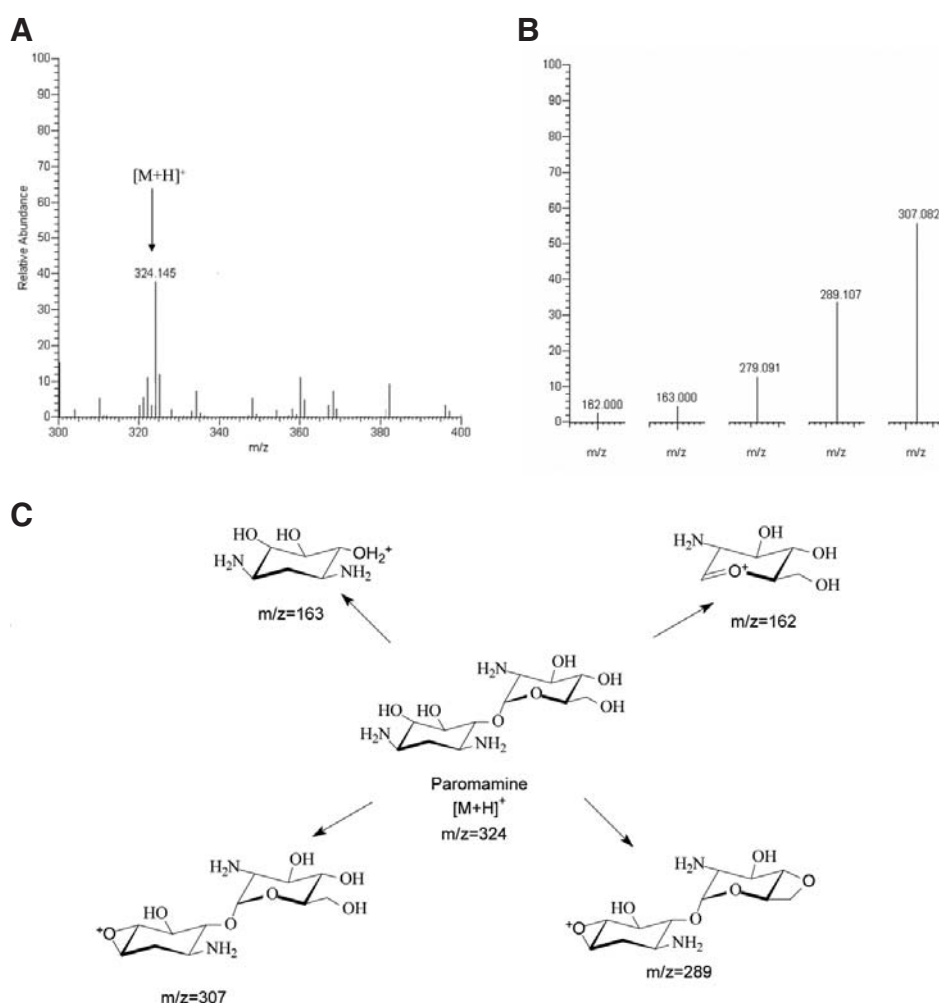 A
100
90
80
70
60
50
40
30
20
10
0
Relative Abundance
[M+H]⁺
324.145
300
320
340
360
380
400
m/z
B
100
90
80
70
60
50
40
30
20
10
0
162.000
163.000
279.091
289.107
307.082
m/z
m/z
m/z
m/z
m/z
C
HO HO
OH₂⁺
H₂N
NH₂
m/z=163
OH
H₂N
OH
O⁺
OH
m/z=162
OH
H₂N
OH
O
OH
HO HO
O
H₂N
NH₂
Paromamine
[M+H]⁺
m/z=324
OH
H₂N
OH
O
OH
HO
O
⁺O
NH₂
m/z=307
OH
H₂N
O
O
HO
O
⁺O
NH₂
m/z=289